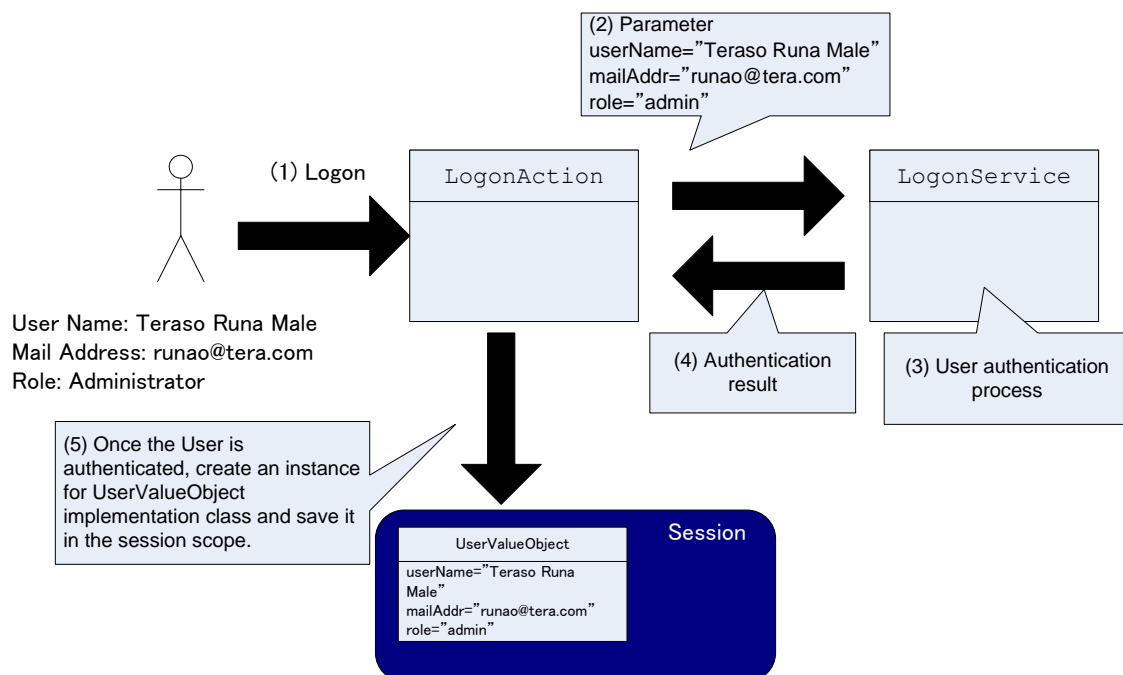 (2) Parameter
userName=”Teraso Runa Male”
mailAddr=”runao@tera.com”
role=”admin”
(1) Logon
LogonAction
LogonService
User Name: Teraso Runa Male
Mail Address: runao@tera.com
Role: Administrator
(4) Authentication
result
(3) User authentication
process
(5) Once the User is
authenticated, create an instance
for UserValueObject
implementation class and save it
in the session scope.
Session
UserValueObject
userName=”Teraso Runa
Male”
mailAddr=”runao@tera.com”
role=”admin”